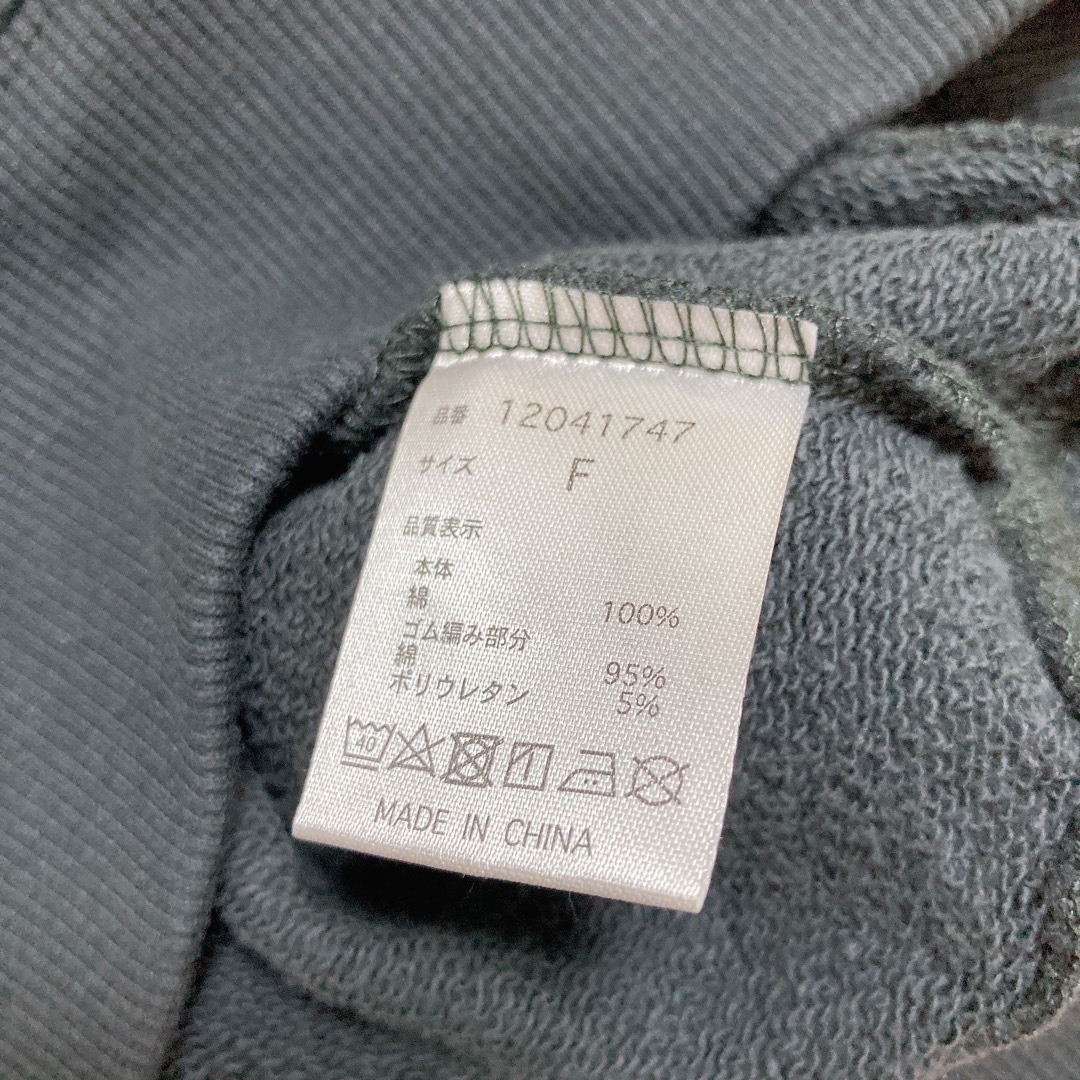 品番 12041747
サイズ F
品質表示
本体
綿 100%
ゴム編み部分
綿 95%
ポリウレタン 5%
40
MADE IN CHINA